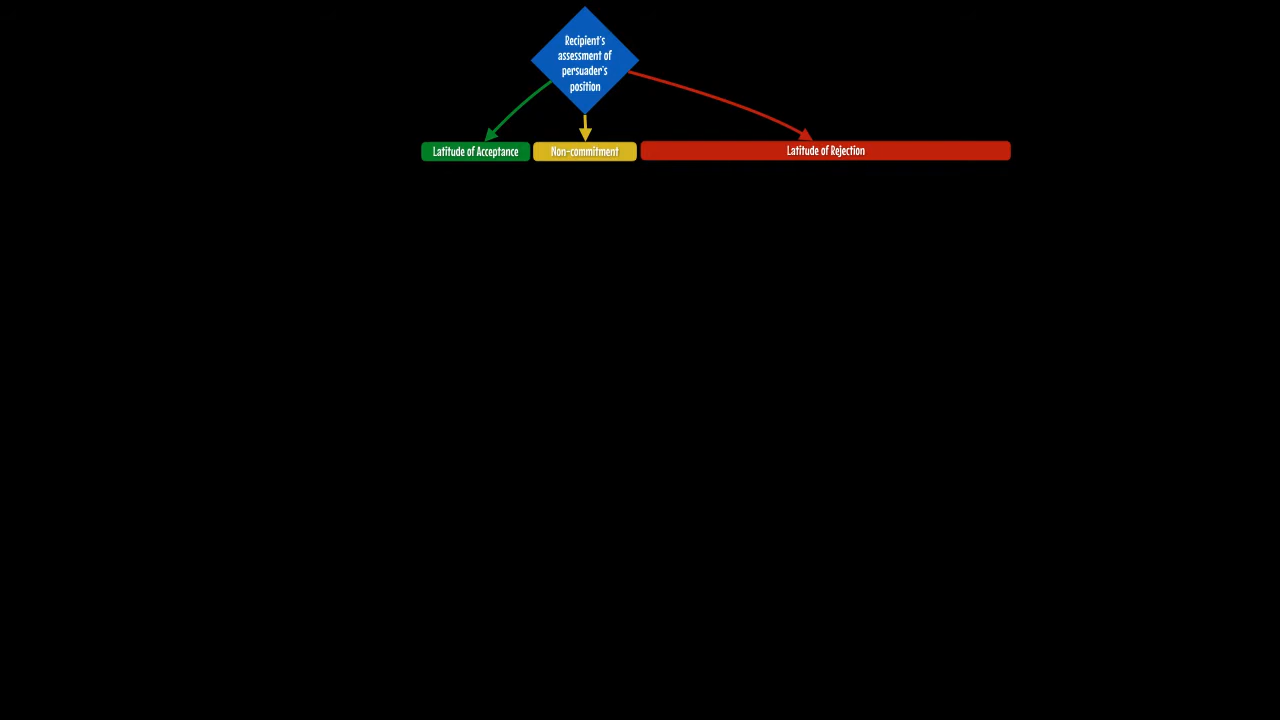 Recipient's
assessment of
persuader's
position
Latitude of Acceptance
Non-commitment
Latitude of Rejection